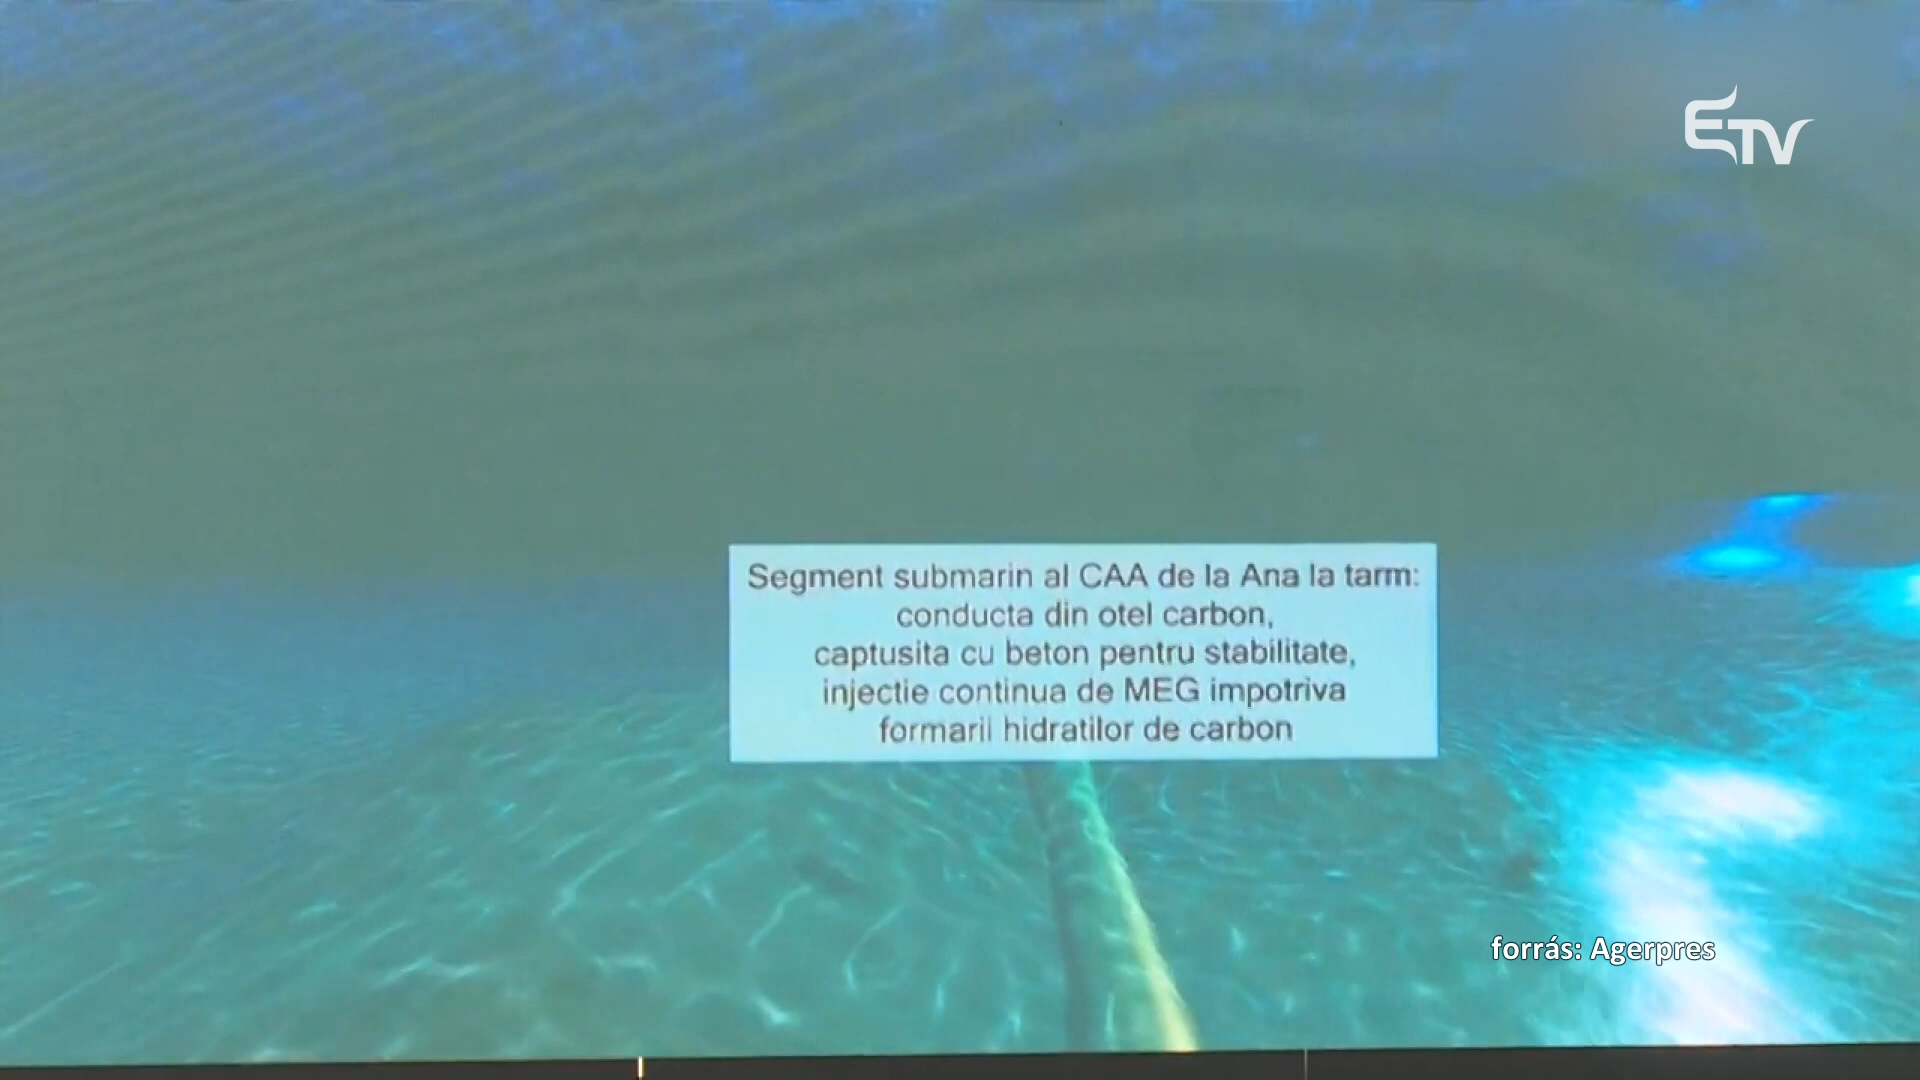 ETV
Segment submarin al CAA de la Ana la tarm:
conducta din otel carbon,
captusita cu beton pentru stabilitate,
injectie continua de MEG impotriva
formarii hidratilor de carbon
forrás: Agerpres